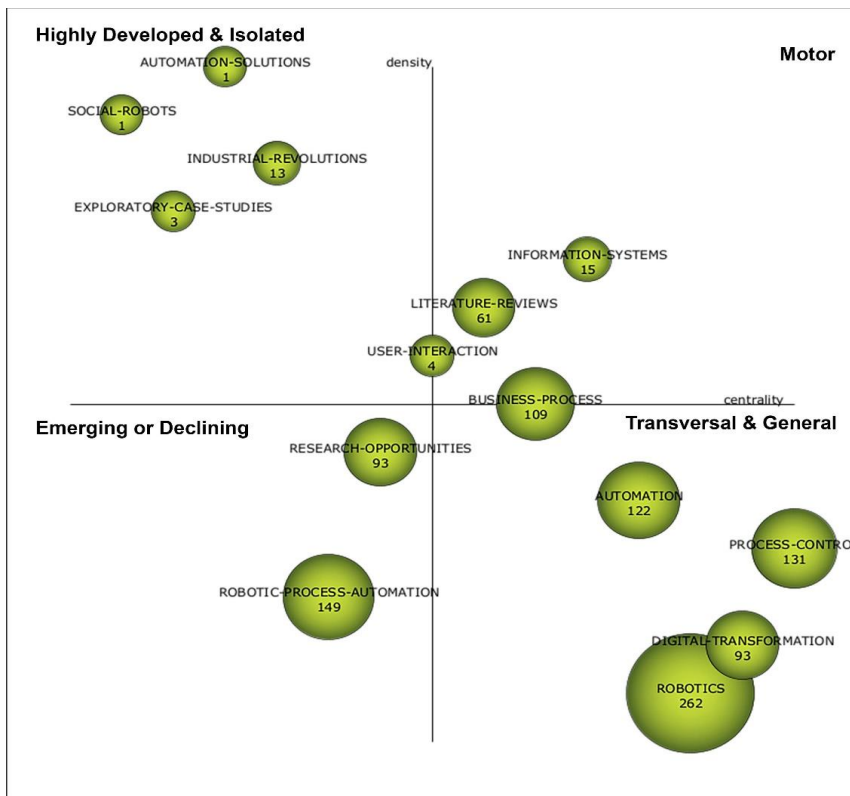 Highly Developed & Isolated
Motor
density
AUTOMATION-SOLUTIONS
1
SOCIAL-ROBOTS
1
INDUSTRIAL-REVOLUTIONS
13
EXPLORATORY-CASE-STUDIES
3
INFORMATION-SYSTEMS
15
LITERATURE-REVIEWS
61
USER-INTERACTION
4
BUSINESS-PROCESS
109
centrality
Emerging or Declining
Transversal & General
RESEARCH-OPPORTUNITIES
93
AUTOMATION
122
PROCESS-CONTRO
131
ROBOTIC-PROCESS-AUTOMATION
149
DIGITAL-TRANSFORMATION
93
ROBOTICS
262